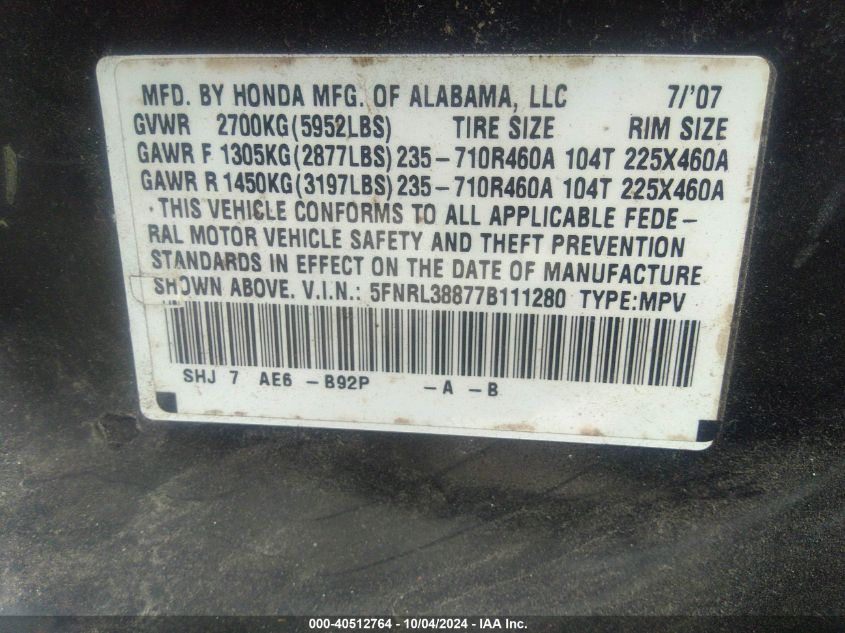 MFD. BY HONDA MFG. OF ALABAMA, LLC 7/'07
GVWR 2700KG(5952LBS) TIRE SIZE RIM SIZE
GAWR F 1305KG(2877LBS) 235-710R460A 104T 225X460A
GAWR R 1450KG(3197LBS) 235-710R460A 104T 225X460A
·THIS VEHICLE CONFORMS TO ALL APPLICABLE FEDE-
RAL MOTOR VEHICLE SAFETY AND THEFT PREVENTION
STANDARDS IN EFFECT ON THE DATE OF MANUFACTURE
SHOWN ABOVE. V.I.N.: 5FNRL38877B111280 TYPE:MPV
SHJ 7 AE6 -B92P -A -B
000-40512764 - 10/04/2024 - IAA Inc.